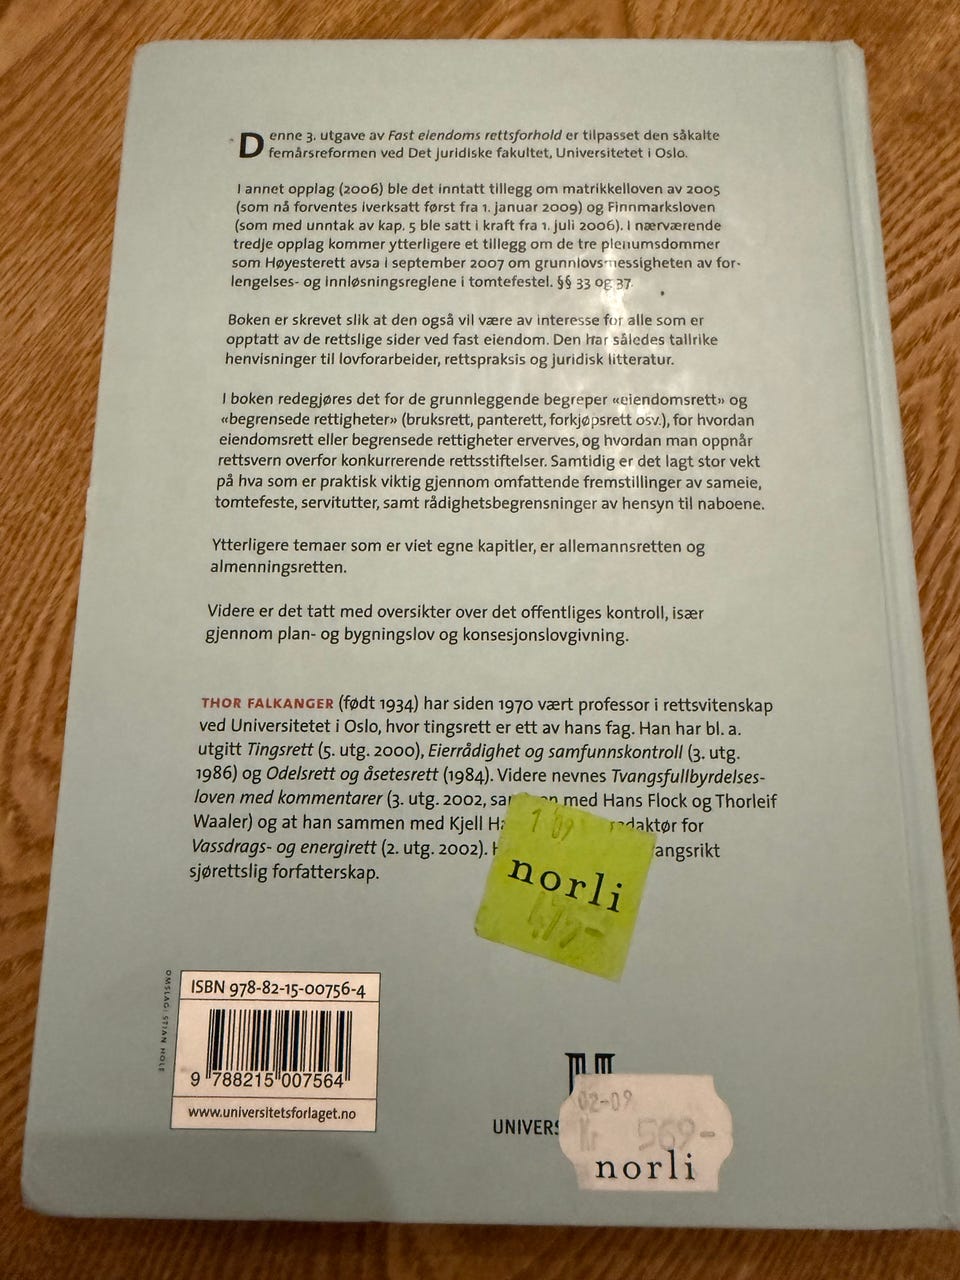 Denne 3. utgave av Fast eiendoms rettsforhold er tilpasset den såkalte
femårsreformen ved Det juridiske fakultet, Universitetet i Oslo.
I annet opplag (2006) ble det inntatt tillegg om matrikkelloven av 2005
(som nå forventes iverksatt først fra 1. januar 2009) og Finnmarksloven
(som med unntak av kap. 5 ble satt i kraft fra 1. juli 2006). I nærværende
tredje opplag kommer ytterligere et tillegg om de tre plenumsdommer
som Høyesterett avsa i september 2007 om grunnlovsmessigheten av for-
lengelses- og innløsningsreglene i tomtefestel. §§ 33 og 37.
Boken er skrevet slik at den også vil være av interesse for alle som er
opptatt av de rettslige sider ved fast eiendom. Den har således tallrike
henvisninger til lovforarbeider, rettspraksis og juridisk litteratur.
I boken redegjøres det for de grunnleggende begreper «eiendomsrett» og
«begrensede rettigheter» (bruksrett, panterett, forkjøpsrett osv.), for hvordan
eiendomsrett eller begrensede rettigheter erverves, og hvordan man oppnår
rettsvern overfor konkurrerende rettsstiftelser. Samtidig er det lagt stor vekt
på hva som er praktisk viktig gjennom omfattende fremstillinger av sameie,
tomtefeste, servitutter, samt rådighetsbegrensninger av hensyn til naboene.
Ytterligere temaer som er viet egne kapitler, er allemannsretten og
almenningsretten.
Videre er det tatt med oversikter over det offentliges kontroll, især
gjennom plan- og bygningslov og konsesjonslovgivning.
THOR FALKANGER (født 1934) har siden 1970 vært professor i rettsvitenskap
ved Universitetet i Oslo, hvor tingsrett er ett av hans fag. Han har bl. a.
utgitt Tingsrett (5. utg. 2000), Eierrådighet og samfunnskontroll (3. utg.
1986) og Odelsrett og åsetesrett (1984). Videre nevnes Tvangsfullbyrdelses-
loven med kommentarer (3. utg. 2002, sammen med Hans Flock og Thorleif
Waaler) og at han sammen med Kjell Ha daktør for
Vassdrags- og energirett (2. utg. 2002). H angsrikt
sjørettslig forfatterskap.
1 09
norli
OMSLAG: STIAN HOLE
ISBN 978-82-15-00756-4
9 788215 007564
www.universitetsforlaget.no
UNIVERS
02-09
Kr 569-
norli